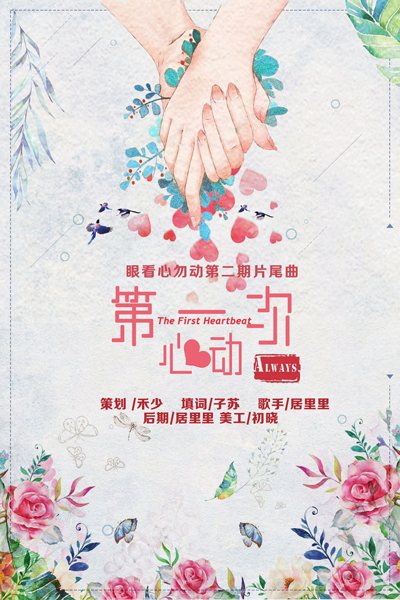 眼看心勿动第二期片尾曲
第一次
The First Heartbeat
心动
ALWAYS.
策划 /禾少 填词/子苏 歌手/居里里
后期/居里里 美工/初晓